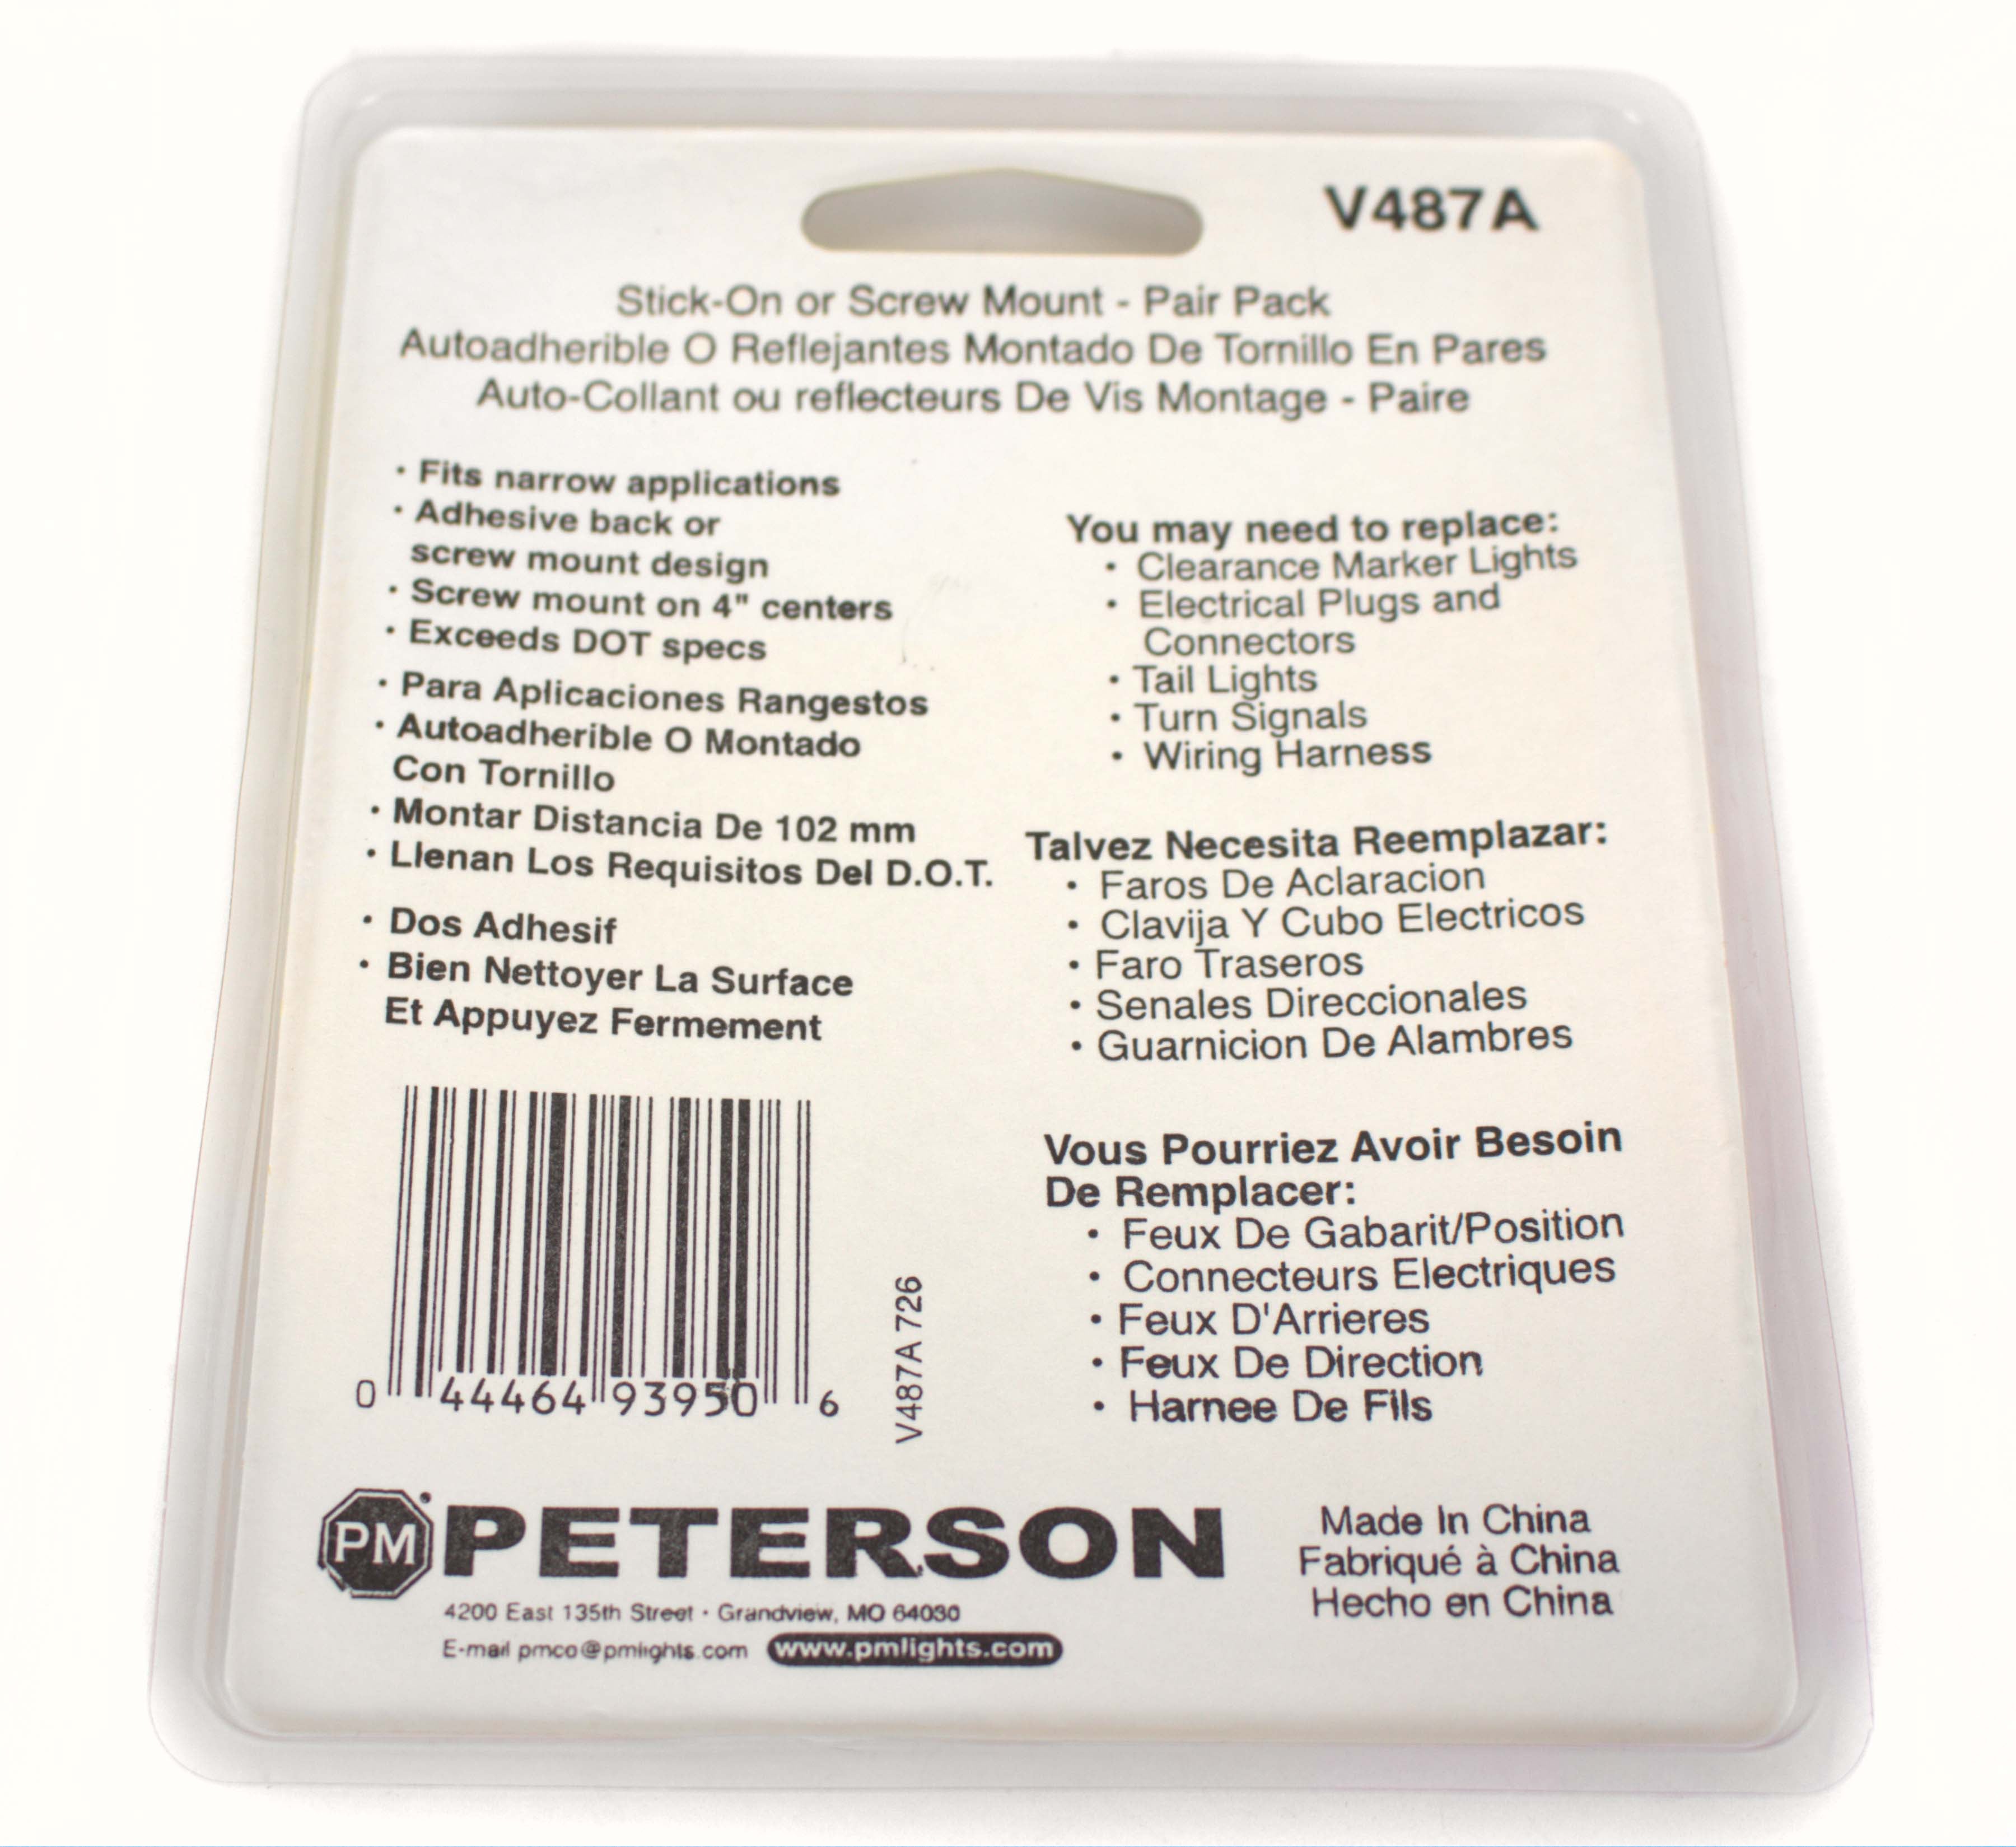 V487A
Stick-On or Screw Mount - Pair Pack
Autoadherible O Reflejantes Montado De Tornillo En Pares
Auto-Collant ou reflecteurs De Vis Montage - Paire
· Fits narrow applications
· Adhesive back or
screw mount design
· Screw mount on 4" centers
· Exceeds DOT specs
· Para Aplicaciones Rangestos
· Autoadherible O Montado
Con Tornillo
· Montar Distancia De 102 mm
· Llenan Los Requisitos Del D.O.T.
· Dos Adhesif
· Bien Nettoyer La Surface
Et Appuyez Fermement
You may need to replace:
· Clearance Marker Lights
· Electrical Plugs and
Connectors
· Tail Lights
· Turn Signals
· Wiring Harness
Talvez Necesita Reemplazar:
· Faros De Aclaracion
· Clavija Y Cubo Electricos
· Faro Traseros
· Senales Direccionales
· Guarnicion De Alambres
Vous Pourriez Avoir Besoin
De Remplacer:
· Feux De Gabarit/Position
· Connecteurs Electriques
· Feux D'Arrieres
· Feux De Direction
· Harnee De Fils
0 44464 93950 6
V487A 726
PM PETERSON
4200 East 135th Street · Grandview, MO 64030
E-mail pmco@pmlights.com www.pmlights.com
Made In China
Fabriqué à China
Hecho en China